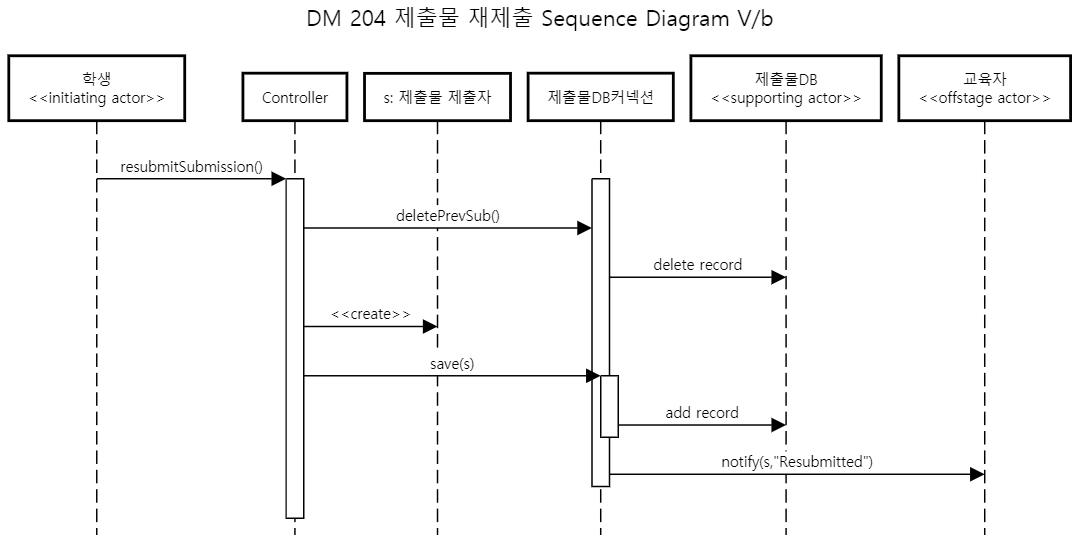 DM 204 제출물 재제출 Sequence Diagram V/b
학생
<<initiating actor>>
Controller
s: 제출물 제출자
제출물DB커넥션
제출물DB
<<supporting actor>>
교육자
<<offstage actor>>
resubmitSubmission()
deletePrevSub()
delete record
<<create>>
save(s)
add record
notify(s,"Resubmitted")